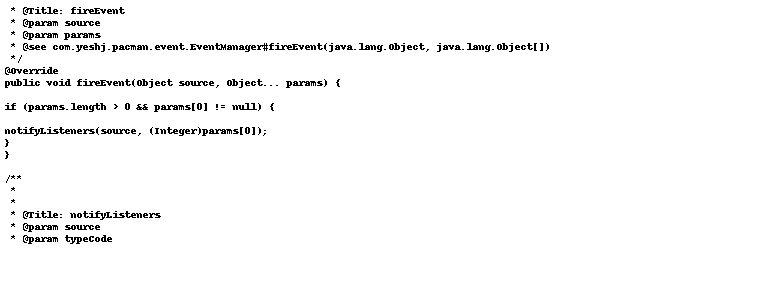 * @Title: fireEvent
* @param source
* @param params
* @see com.yeshj.pacman.event.EventManager#fireEvent(java.lang.Object, java.lang.Object[])
*/
@Override
public void fireEvent(Object source, Object... params) {
if (params.length > 0 && params[0] != null) {
notifyListeners(source, (Integer)params[0]);
}
}
/**
*
*
* @Title: notifyListeners
* @param source
* @param typeCode